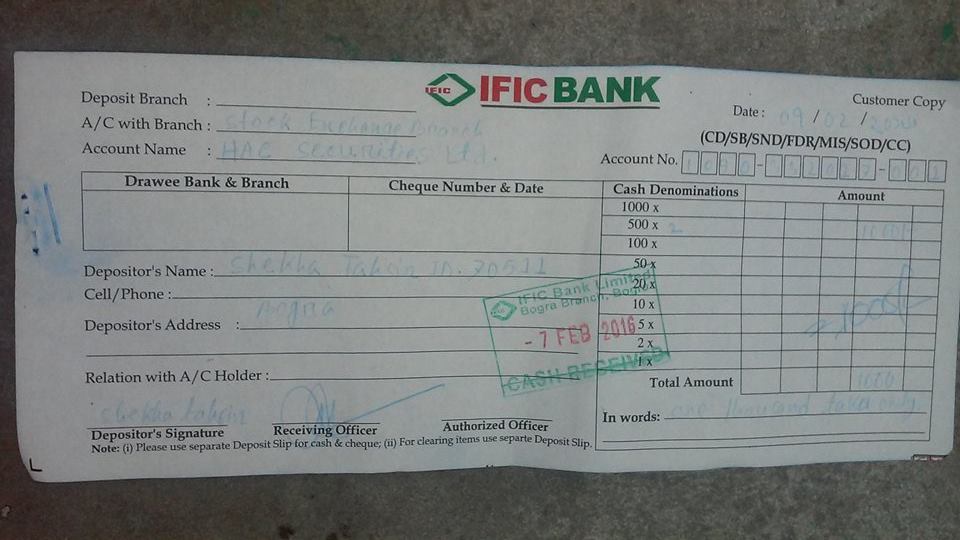 IFIC IFIC BANK
Customer Copy
Deposit Branch :
Date : 09 / 02 /
A/C with Branch : Stock Exchange Branch
(CD/SB/SND/FDR/MIS/SOD/CC)
Account Name : HAC Securities Ltd.
Account No.
Drawee Bank & Branch Cheque Number & Date Cash Denominations Amount
1000 x
500 x 2
100 x
50 x
20 x
10 x
5 x
2 x
1 x
Total Amount 1000
In words: one thousand taka only
Depositor's Name : Shekha Tahsin ID. 20511
Cell/Phone :
Depositor's Address : Bogra
Relation with A/C Holder :
IFIC Bank Limited
Bogra Branch, Bogra
- 7 FEB 2016
CASH RECEIVED
Shekha Tahsin
Depositor's Signature Receiving Officer Authorized Officer
Note: (i) Please use separate Deposit Slip for cash & cheque; (ii) For clearing items use separte Deposit Slip.